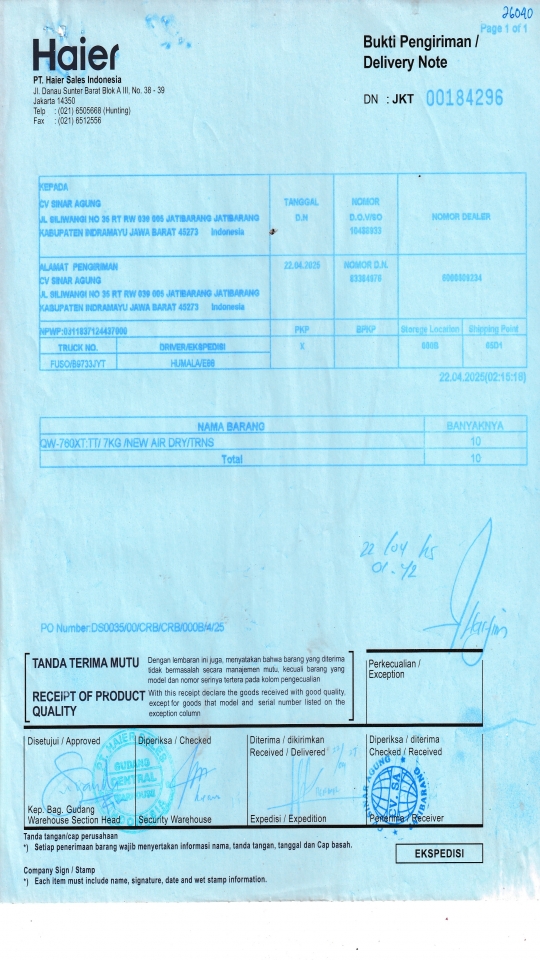 26040
Page 1 of 1
Haier
Bukti Pengiriman /
Delivery Note
PT. Haier Sales Indonesia
Jl. Danau Sunter Barat Blok A III, No. 38 - 39
Jakarta 14350
Telp : (021) 6505668 (Hunting)
Fax : (021) 6512556
DN : JKT 00184296
KEPADA
CV SINAR AGUNG
JL SILIWANGI NO 35 RT RW 030 005 JATIBARANG JATIBARANG
KABUPATEN INDRAMAYU JAWA BARAT 45273 Indonesia
TANGGAL
D.N
NOMOR
D.O.V/SO
NOMOR DEALER
ALAMAT PENGIRIMAN
CV SINAR AGUNG
JL SILIWANGI NO 35 RT RW 030 005 JATIBARANG JATIBARANG
KABUPATEN INDRAMAYU JAWA BARAT 45273 Indonesia
22.04.2025
NOMOR D.N.
PKP
BPKP
Storage Location
Shipping Point
TRUCK NO.
DRIVER/EKSPEDISI
X
FUSO/B9733JYT
22.04.2025(02:15:18)
NAMA BARANG
BANYAKNYA
QW-780XT.TT/ 7KG /NEW AIR DRY/TRNS
10
Total
10
22/04
PO Number:DS0035/00/CRB/CRB/000B/4/25
TANDA TERIMA MUTU
Dengan lembaran ini juga, menyatakan bahwa barang yang diterima
tidak bermasalah secara manajemen mutu, kecuali barang yang
model dan nomor serinya tertera pada kolom pengecualian
RECEIPT OF PRODUCT
QUALITY
With this receipt declare the goods received with good quality,
except for goods that model and serial number listed on the
exception column
Perkecualian /
Exception
Disetujui / Approved
Diperiksa / Checked
Diterima / dikirimkan
Received / Delivered
Diperiksa / diterima
Checked / Received
GUDANG
CENTRAL
CV. SA
Kep. Bag. Gudang
Warehouse Section Head
Security Warehouse
Expedisi / Expedition
Penerima / Receiver
Tanda tangan/cap perusahaan
*) Setiap penerimaan barang wajib menyertakan informasi nama, tanda tangan, tanggal dan Cap basah.
EKSPEDISI
Company Sign / Stamp
*) Each item must include name, signature, date and wet stamp information.